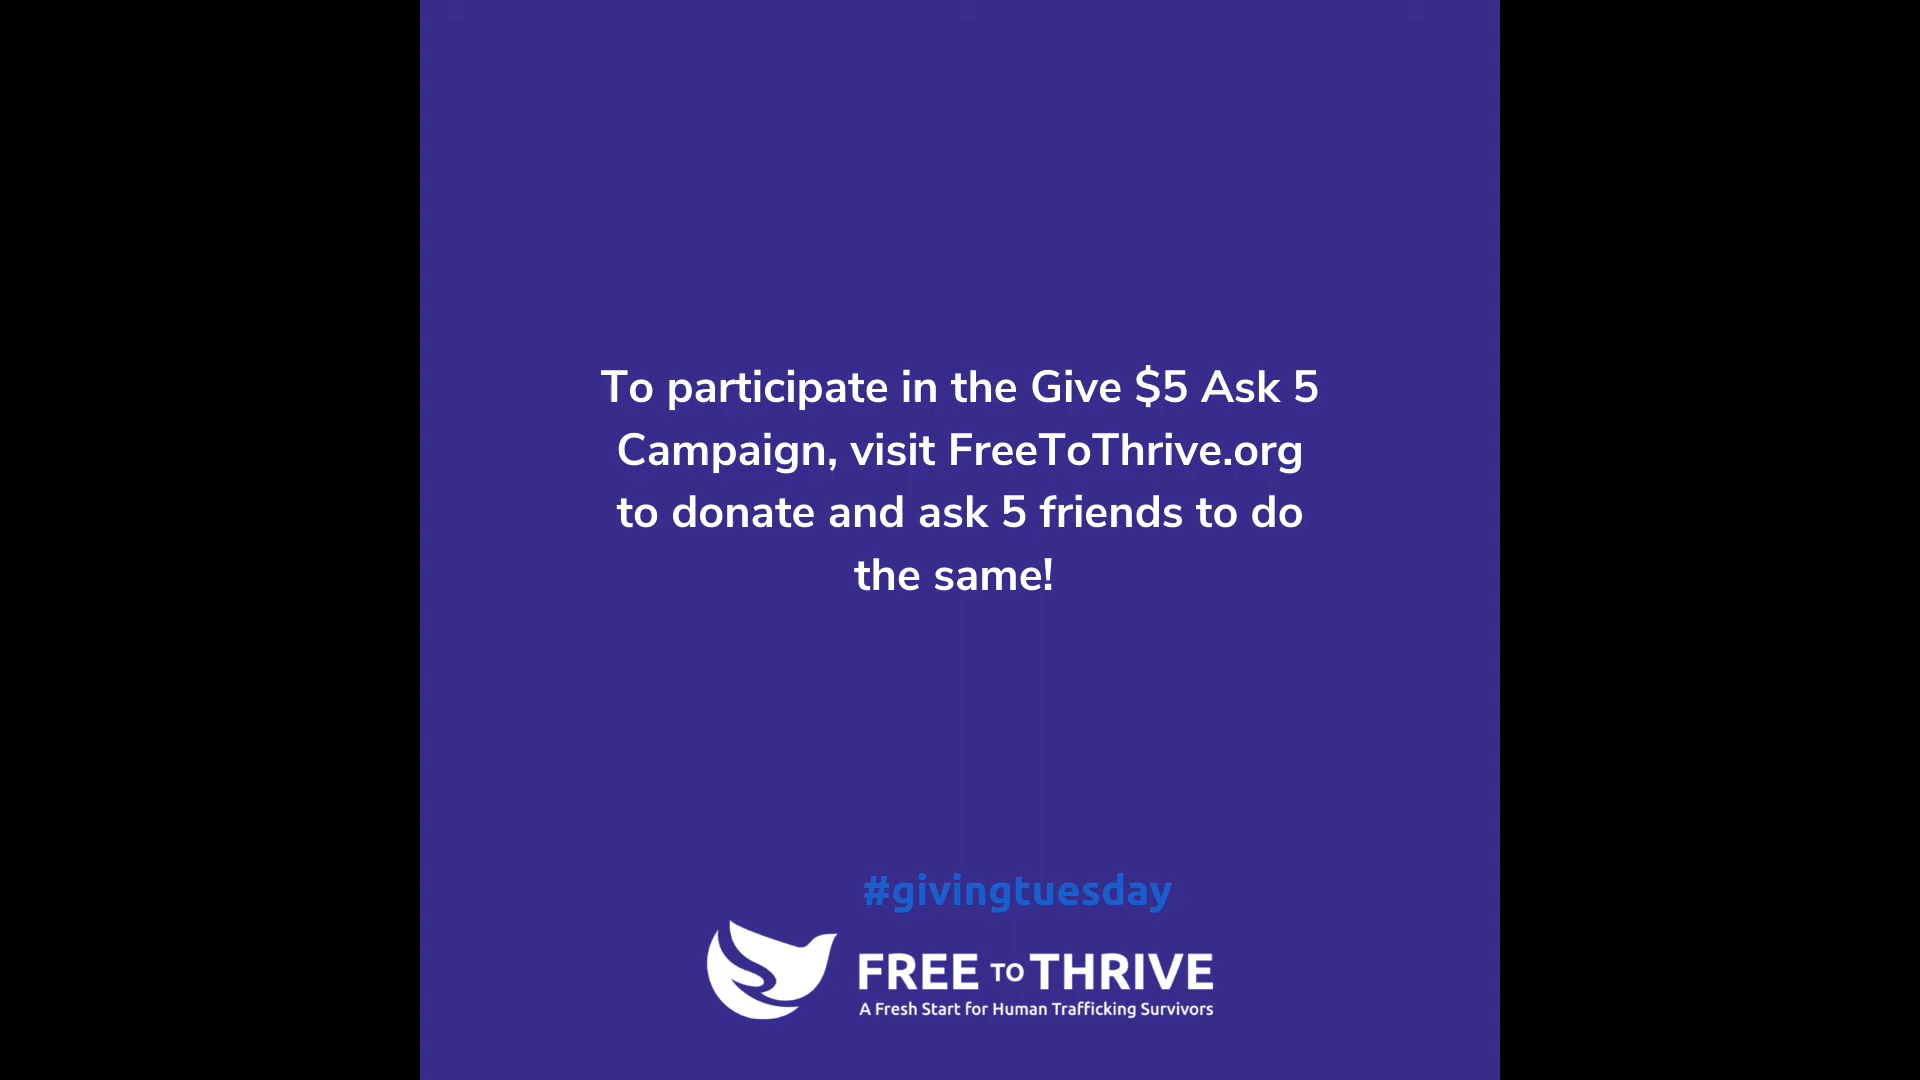 To participate in the Give $5 Ask 5
Campaign, visit FreeToThrive.org
to donate and ask 5 friends to do
the same!
#givingtuesday
FREE TO THRIVE
A Fresh Start for Human Trafficking Survivors